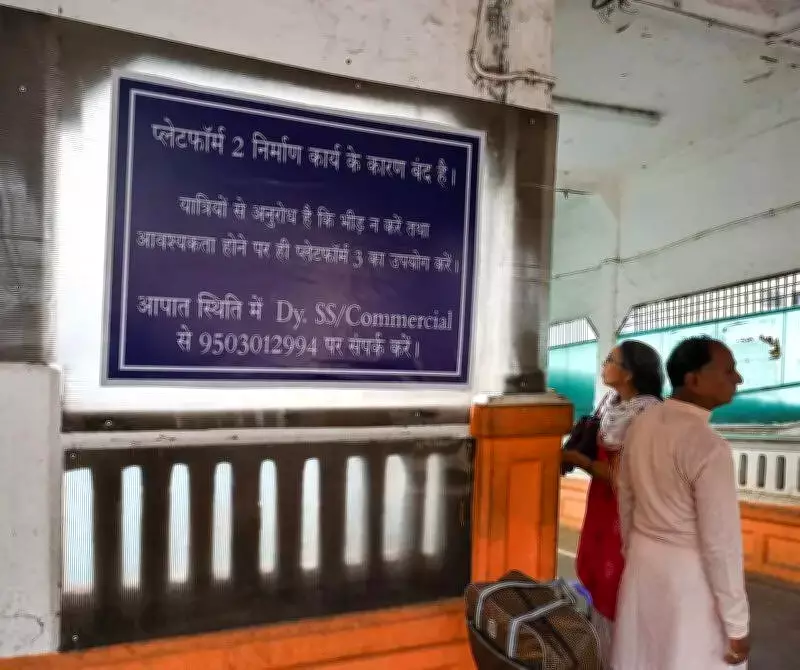 प्लेटफॉर्म 2 निर्माण कार्य के कारण बंद है।
यात्रियों से अनुरोध है कि भीड़ न करें तथा
आवश्यकता होने पर ही प्लेटफॉर्म 3 का उपयोग करें।
आपात स्थिति में Dy. SS/Commercial
से 9503012994 पर संपर्क करें।